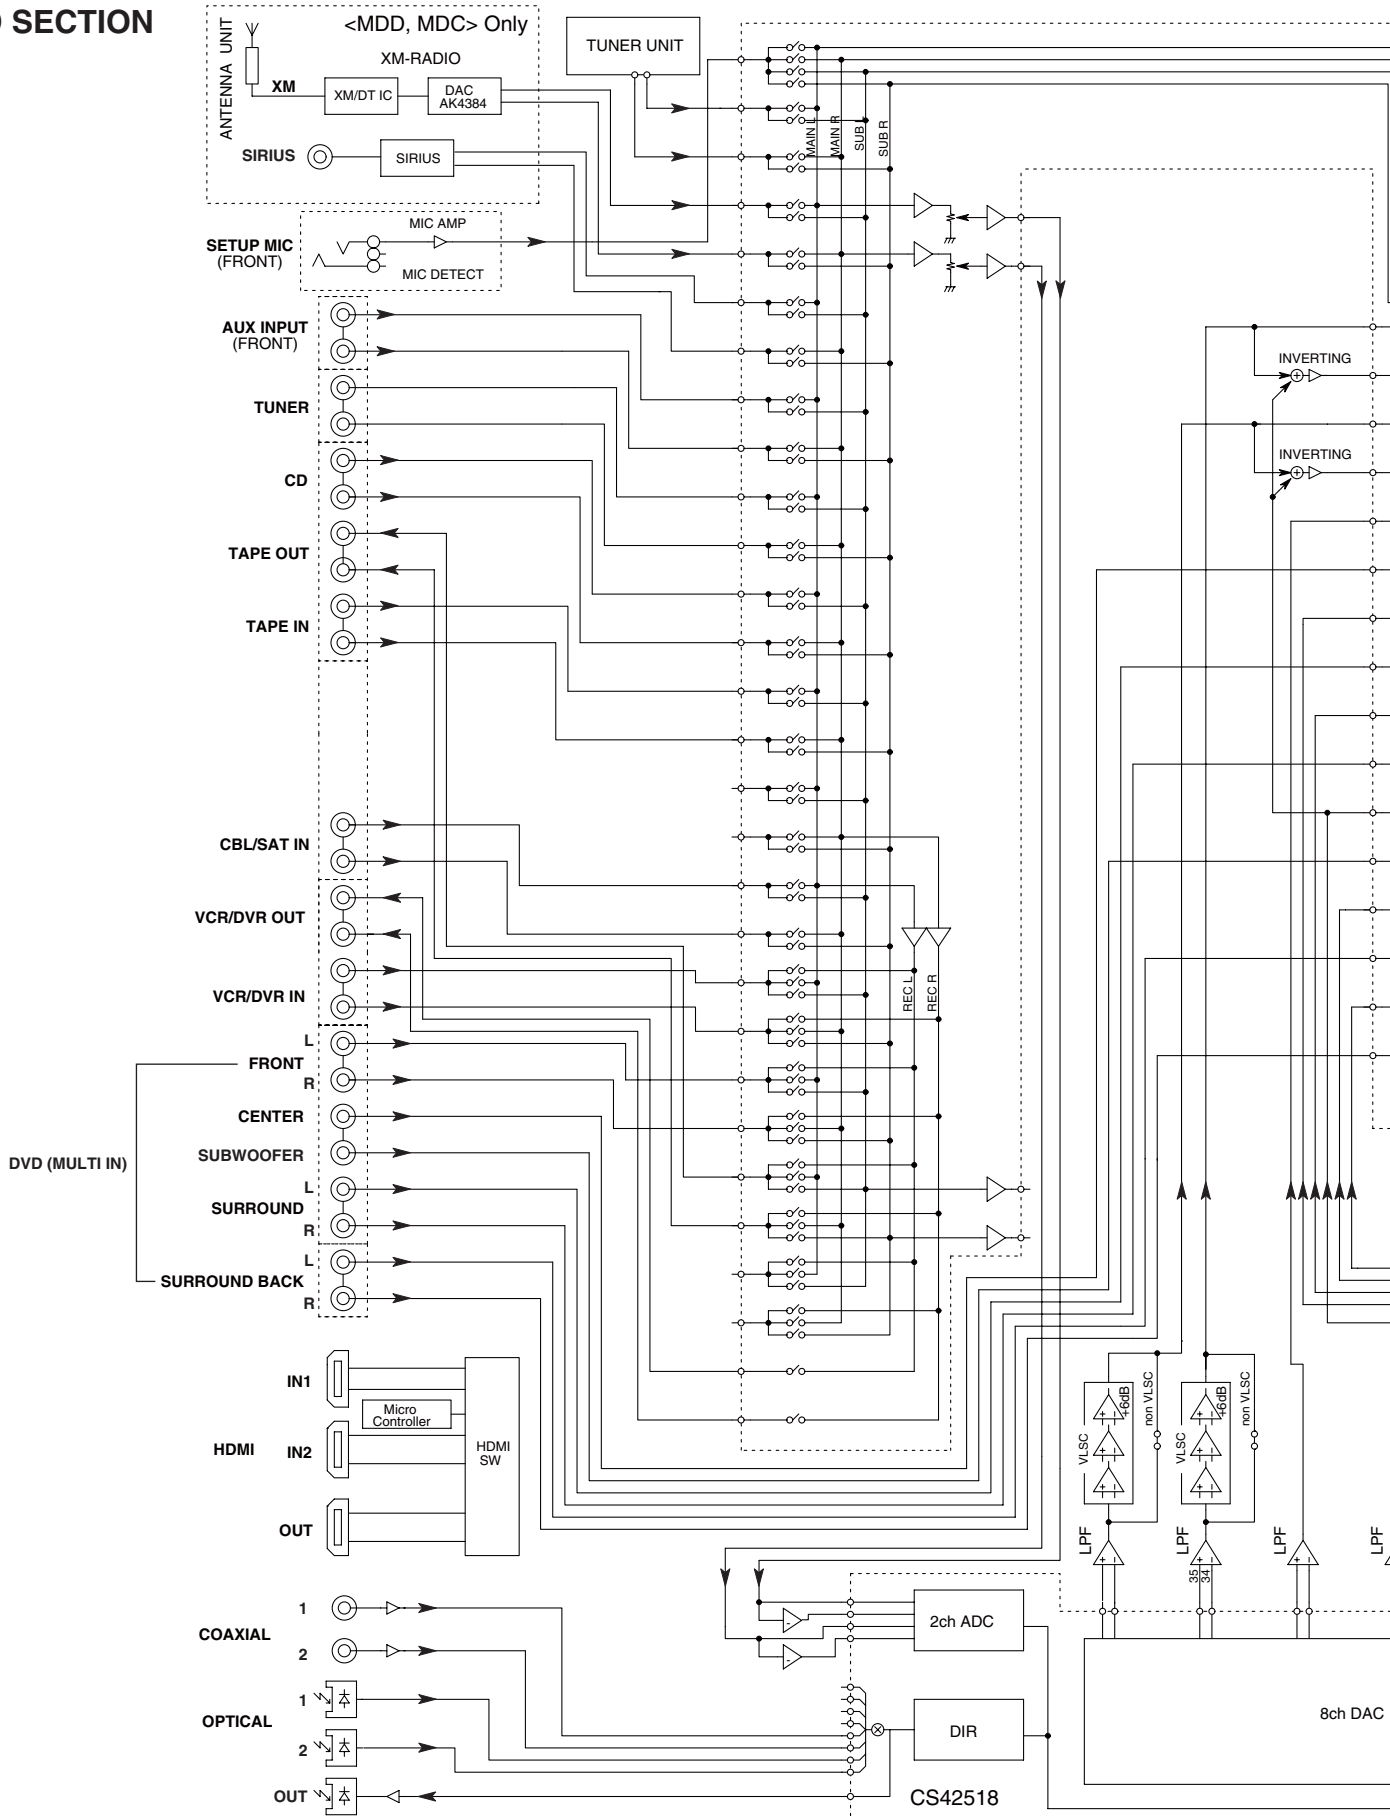 SECTION
<MDD, MDC> Only
ANTENNA UNIT
XM-RADIO
XM
XM/DT IC
DAC
AK4384
SIRIUS
SIRIUS
TUNER UNIT
MAIN L
MAIN R
SUB L
SUB R
SETUP MIC
(FRONT)
MIC AMP
MIC DETECT
AUX INPUT
(FRONT)
INVERTING
TUNER
INVERTING
CD
TAPE OUT
TAPE IN
CBL/SAT IN
VCR/DVR OUT
VCR/DVR IN
REC L
REC R
L
FRONT
R
CENTER
DVD (MULTI IN)
SUBWOOFER
L
SURROUND
R
L
SURROUND BACK
R
IN1
Micro
Controller
HDMI
IN2
HDMI
SW
OUT
VLSC
+6dB
non VLSC
VLSC
+6dB
non VLSC
LPF
LPF
35
34
LPF
LPF
1
COAXIAL
2
2ch ADC
1
OPTICAL
2
DIR
8ch DAC
OUT
CS42518